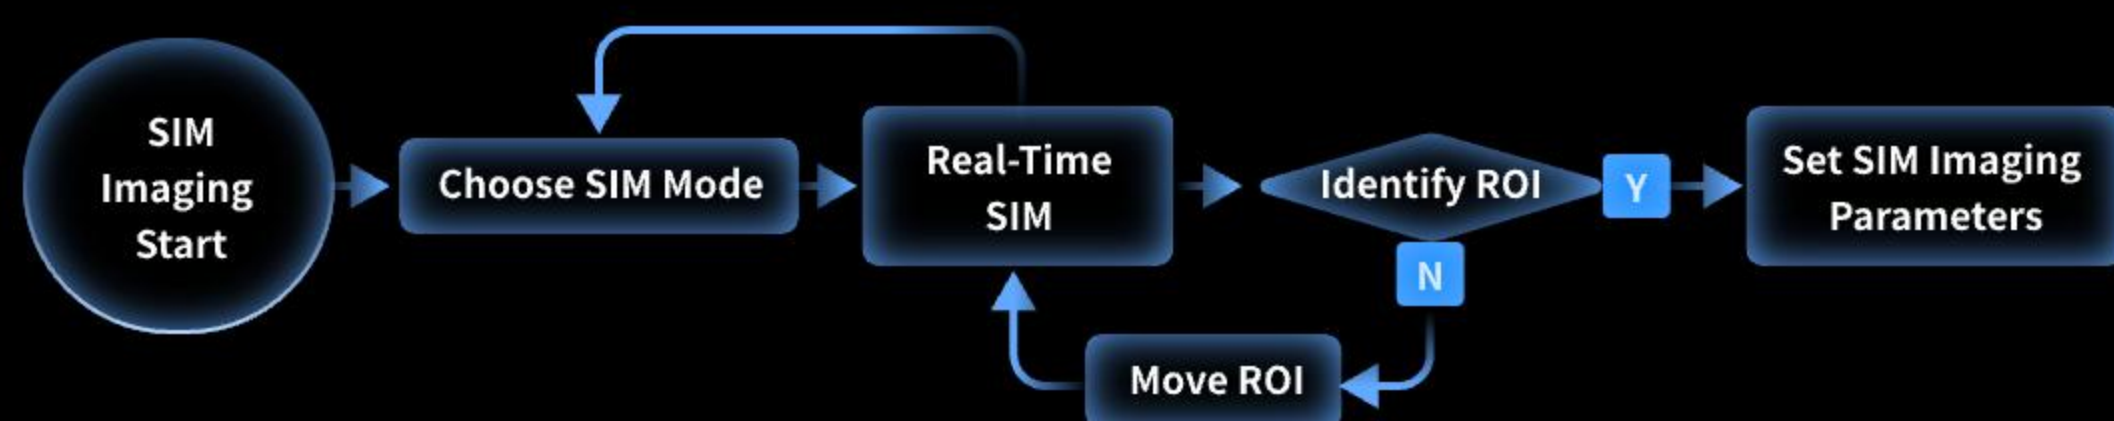 SIM
Imaging
Start
Choose SIM Mode
Real-Time
SIM
Identify ROI
Y
Set SIM Imaging
Parameters
N
Move ROI